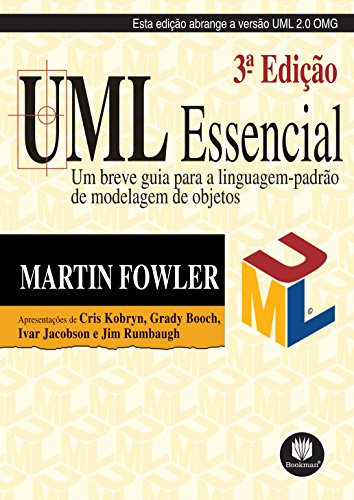 Esta edição abrange a versão UML 2.0 OMG
3ª Edição
UML Essencial
Um breve guia para a linguagem-padrão
de modelagem de objetos
MARTIN FOWLER
Apresentações de Cris Kobryn, Grady Booch,
Ivar Jacobson e Jim Rumbaugh
UML
Bookman®